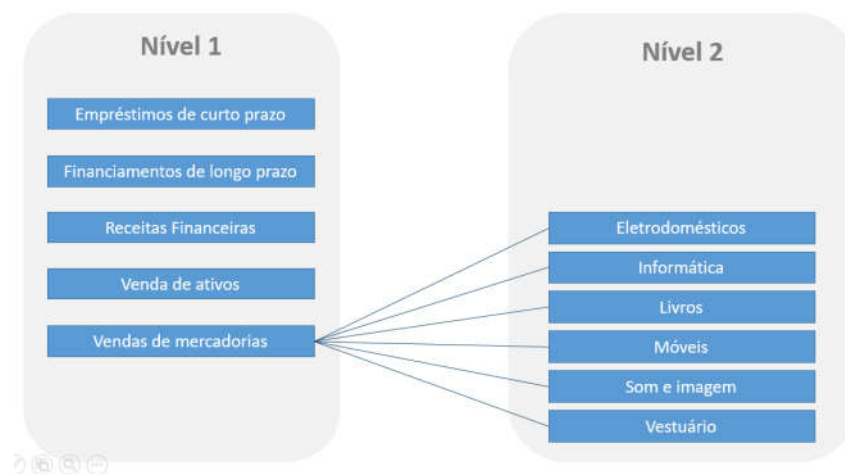 Nível 1
Empréstimos de curto prazo
Financiamentos de longo prazo
Receitas Financeiras
Venda de ativos
Vendas de mercadorias
Nível 2
Eletrodomésticos
Informática
Livros
Móveis
Som e imagem
Vestuário